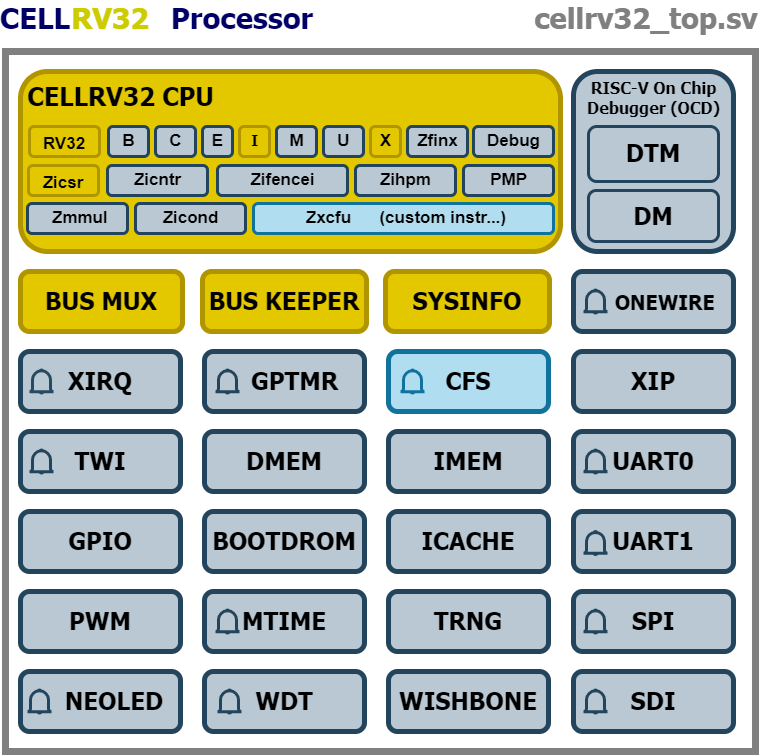 CELLRV32 Processor cellrv32_top.sv
CELLRV32 CPU
RV32 B C E I M U X Zfinx Debug
Zicsr Zicntr Zifencei Zihpm PMP
Zmmul Zicond Zxcfu (custom instr...)
RISC-V On Chip
Debugger (OCD)
DTM
DM
BUS MUX BUS KEEPER SYSINFO ONEWIRE
XIRQ GPTMR CFS XIP
TWI DMEM IMEM UART0
GPIO BOOTDROM ICACHE UART1
PWM MTIME TRNG SPI
NEOLED WDT WISHBONE SDI